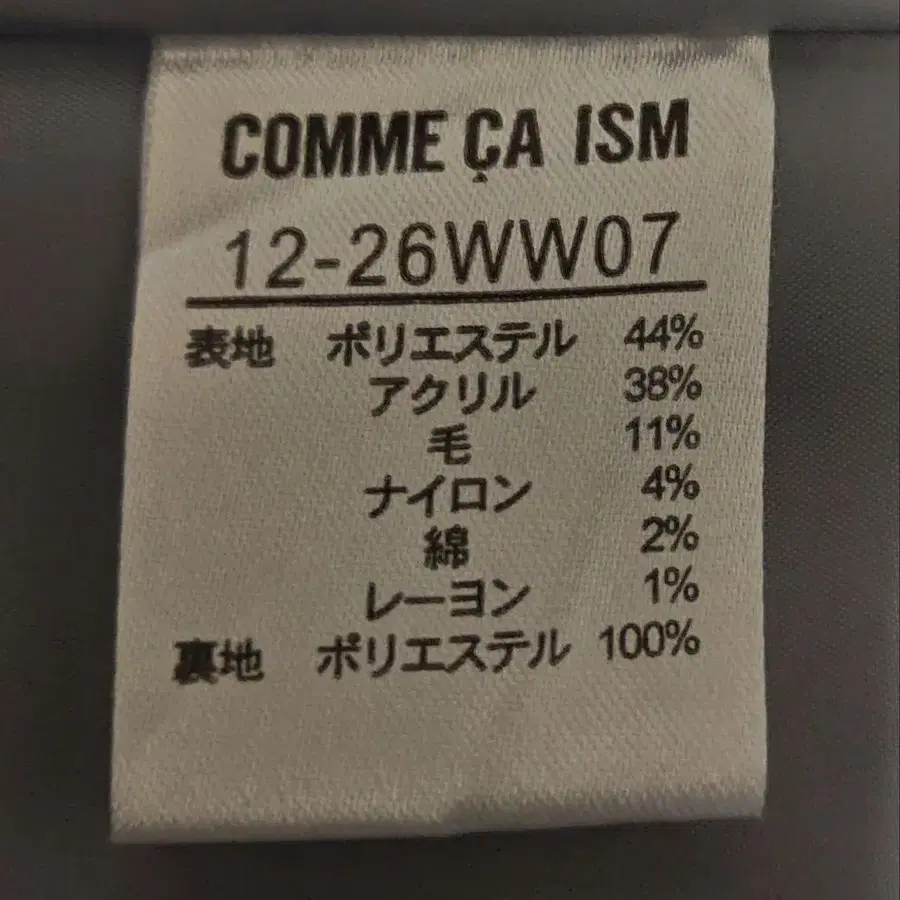 COMME ÇA ISM
12-26WW07
表地 ポリエステル 44%
アクリル 38%
毛 11%
ナイロン 4%
綿 2%
レーヨン 1%
裏地 ポリエステル 100%